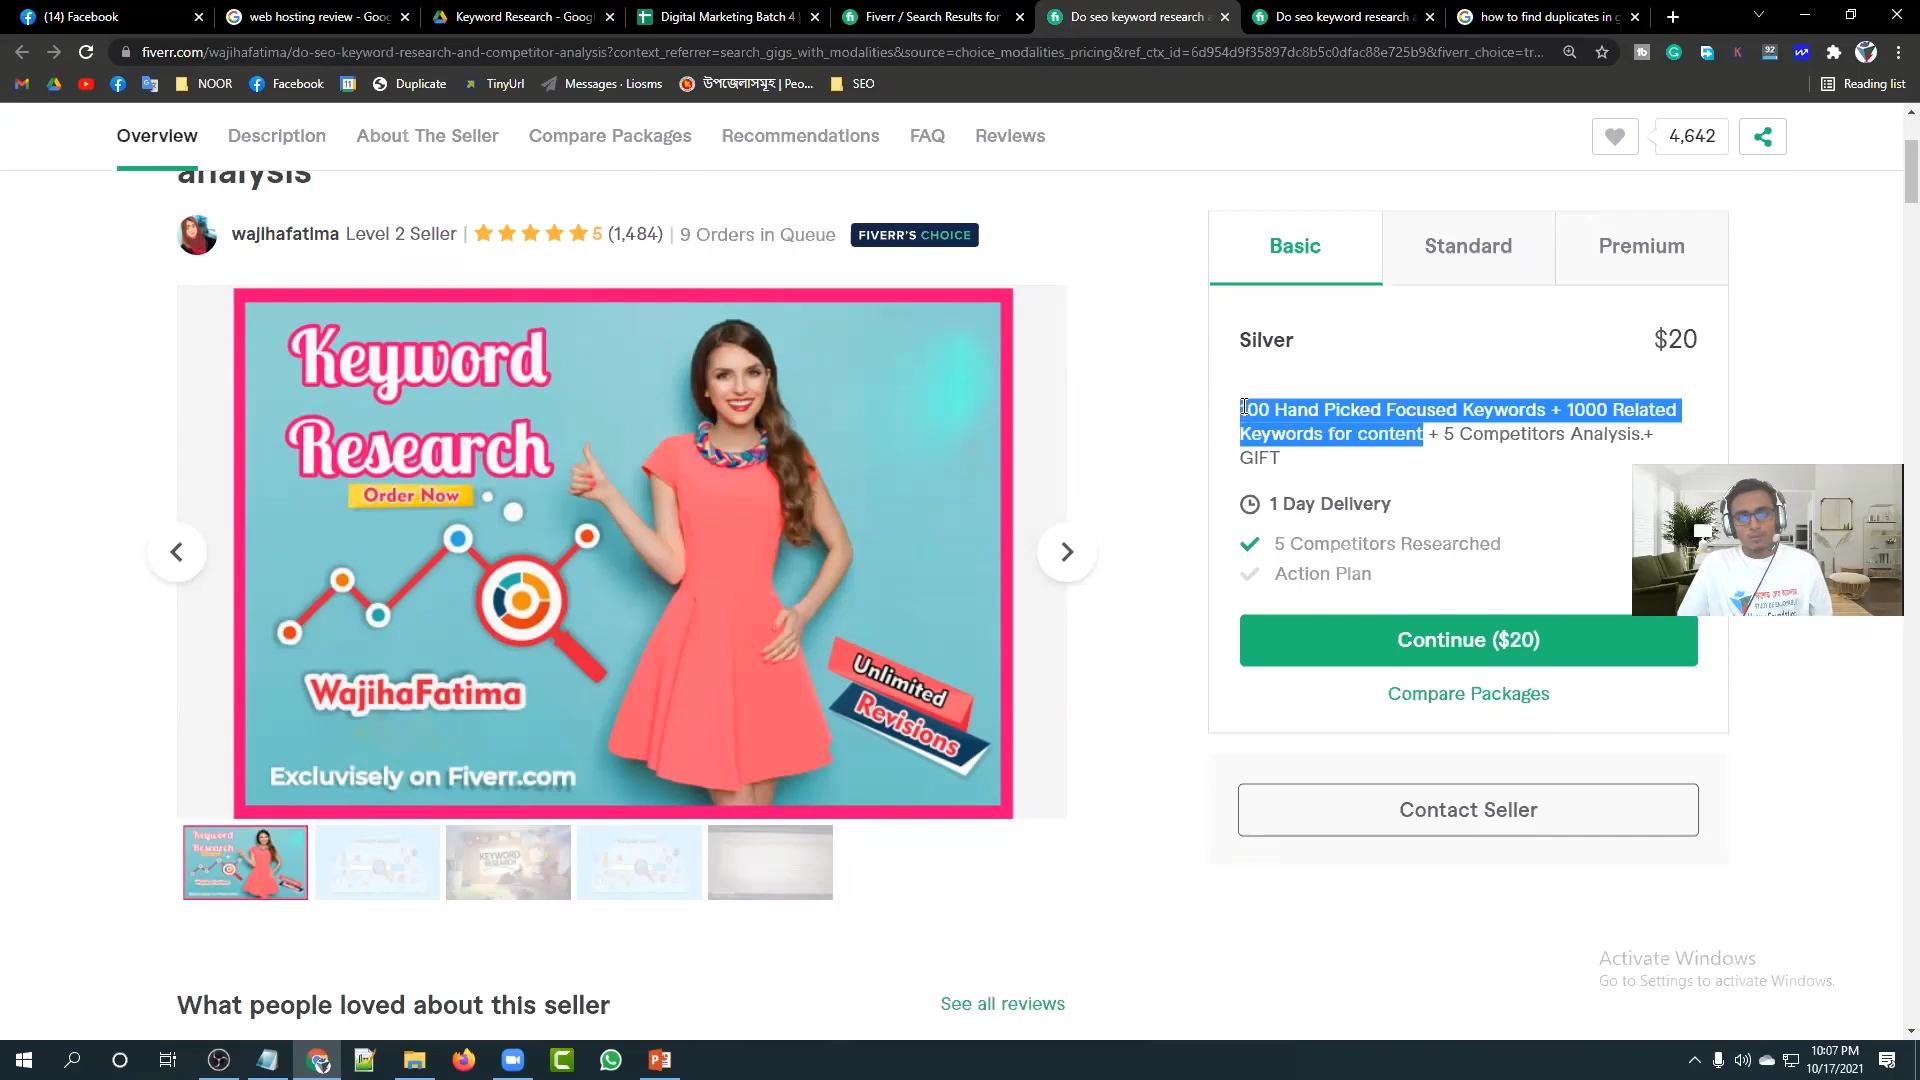 (14) Facebook
web hosting review - Goog
Keyword Research - Googl
Digital Marketing Batch 4
Fiverr / Search Results for
Do seo keyword research
Do seo keyword research
how to find duplicates in
fiverr.com/wajihafatima/do-seo-keyword-research-and-competitor-analysis?context_referrer=search_gigs_with_modalities&source=choice_modalities_pricing&ref_ctx_id=6d954d9f35897dc8b5c0dfac88e725b9&fiverr_choice=tr...
NOOR
Facebook
Duplicate
TinyUrl
Messages · Liosms
উপজেলাসমূহ | Peo...
SEO
Reading list
Overview
Description
About The Seller
Compare Packages
Recommendations
FAQ
Reviews
4,642
analysis
wajihafatima Level 2 Seller | 5 (1,484) | 9 Orders in Queue
FIVERR'S CHOICE
Basic
Standard
Premium
Silver
$20
00 Hand Picked Focused Keywords + 1000 Related
Keywords for content + 5 Competitors Analysis.+
GIFT
1 Day Delivery
5 Competitors Researched
Action Plan
Continue ($20)
Compare Packages
Contact Seller
Keyword
Research
Order Now
WajihaFatima
Unlimited
Revisions
Excluvisely on Fiverr.com
Keyword
Research
KEYWORD
What people loved about this seller
See all reviews
Activate Windows
Go to Settings to activate Windows.
10:07 PM
10/17/2021